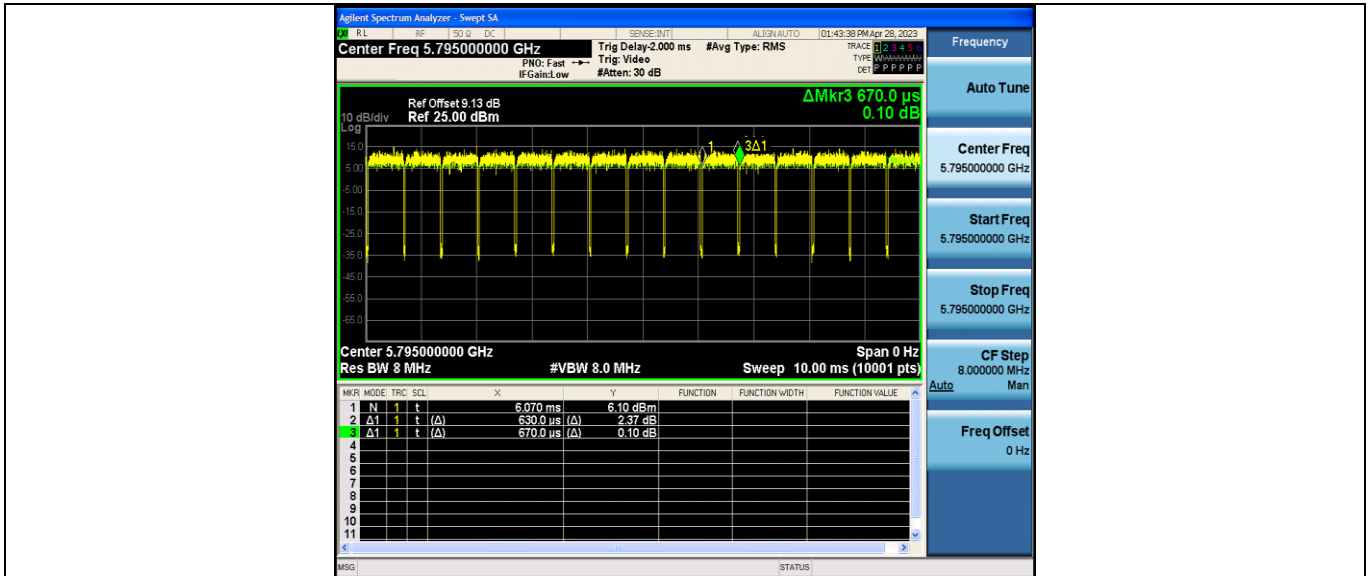 Agilent Spectrum Analyzer - Swept SA
RL RF 50 Ω DC SENSE:INT ALIGN AUTO 01:43:38 PM Apr 28, 2023
Center Freq 5.795000000 GHz
PNO: Fast
IFGain:Low
Trig Delay-2.000 ms
Trig: Video
#Atten: 30 dB
#Avg Type: RMS
TRACE 1 2 3 4 5 6
TYPE
DET P P P P P P
ΔMkr3 670.0 µs
0.10 dB
Ref Offset 9.13 dB
10 dB/div Ref 25.00 dBm
Log
15.0
5.00
-5.00
-15.0
-25.0
-35.0
-45.0
-55.0
-65.0
1
3Δ1
Center 5.795000000 GHz Span 0 Hz
Res BW 8 MHz #VBW 8.0 MHz Sweep 10.00 ms (10001 pts)
MKR MODE TRC SCL X Y FUNCTION FUNCTION WIDTH FUNCTION VALUE
1 N 1 t 6.070 ms 6.10 dBm
2 Δ1 1 t (Δ) 630.0 µs (Δ) 2.37 dB
3 Δ1 1 t (Δ) 670.0 µs (Δ) 0.10 dB
4
5
6
7
8
9
10
11
MSG STATUS
Frequency
Auto Tune
Center Freq
5.795000000 GHz
Start Freq
5.795000000 GHz
Stop Freq
5.795000000 GHz
CF Step
8.000000 MHz
Auto Man
Freq Offset
0 Hz